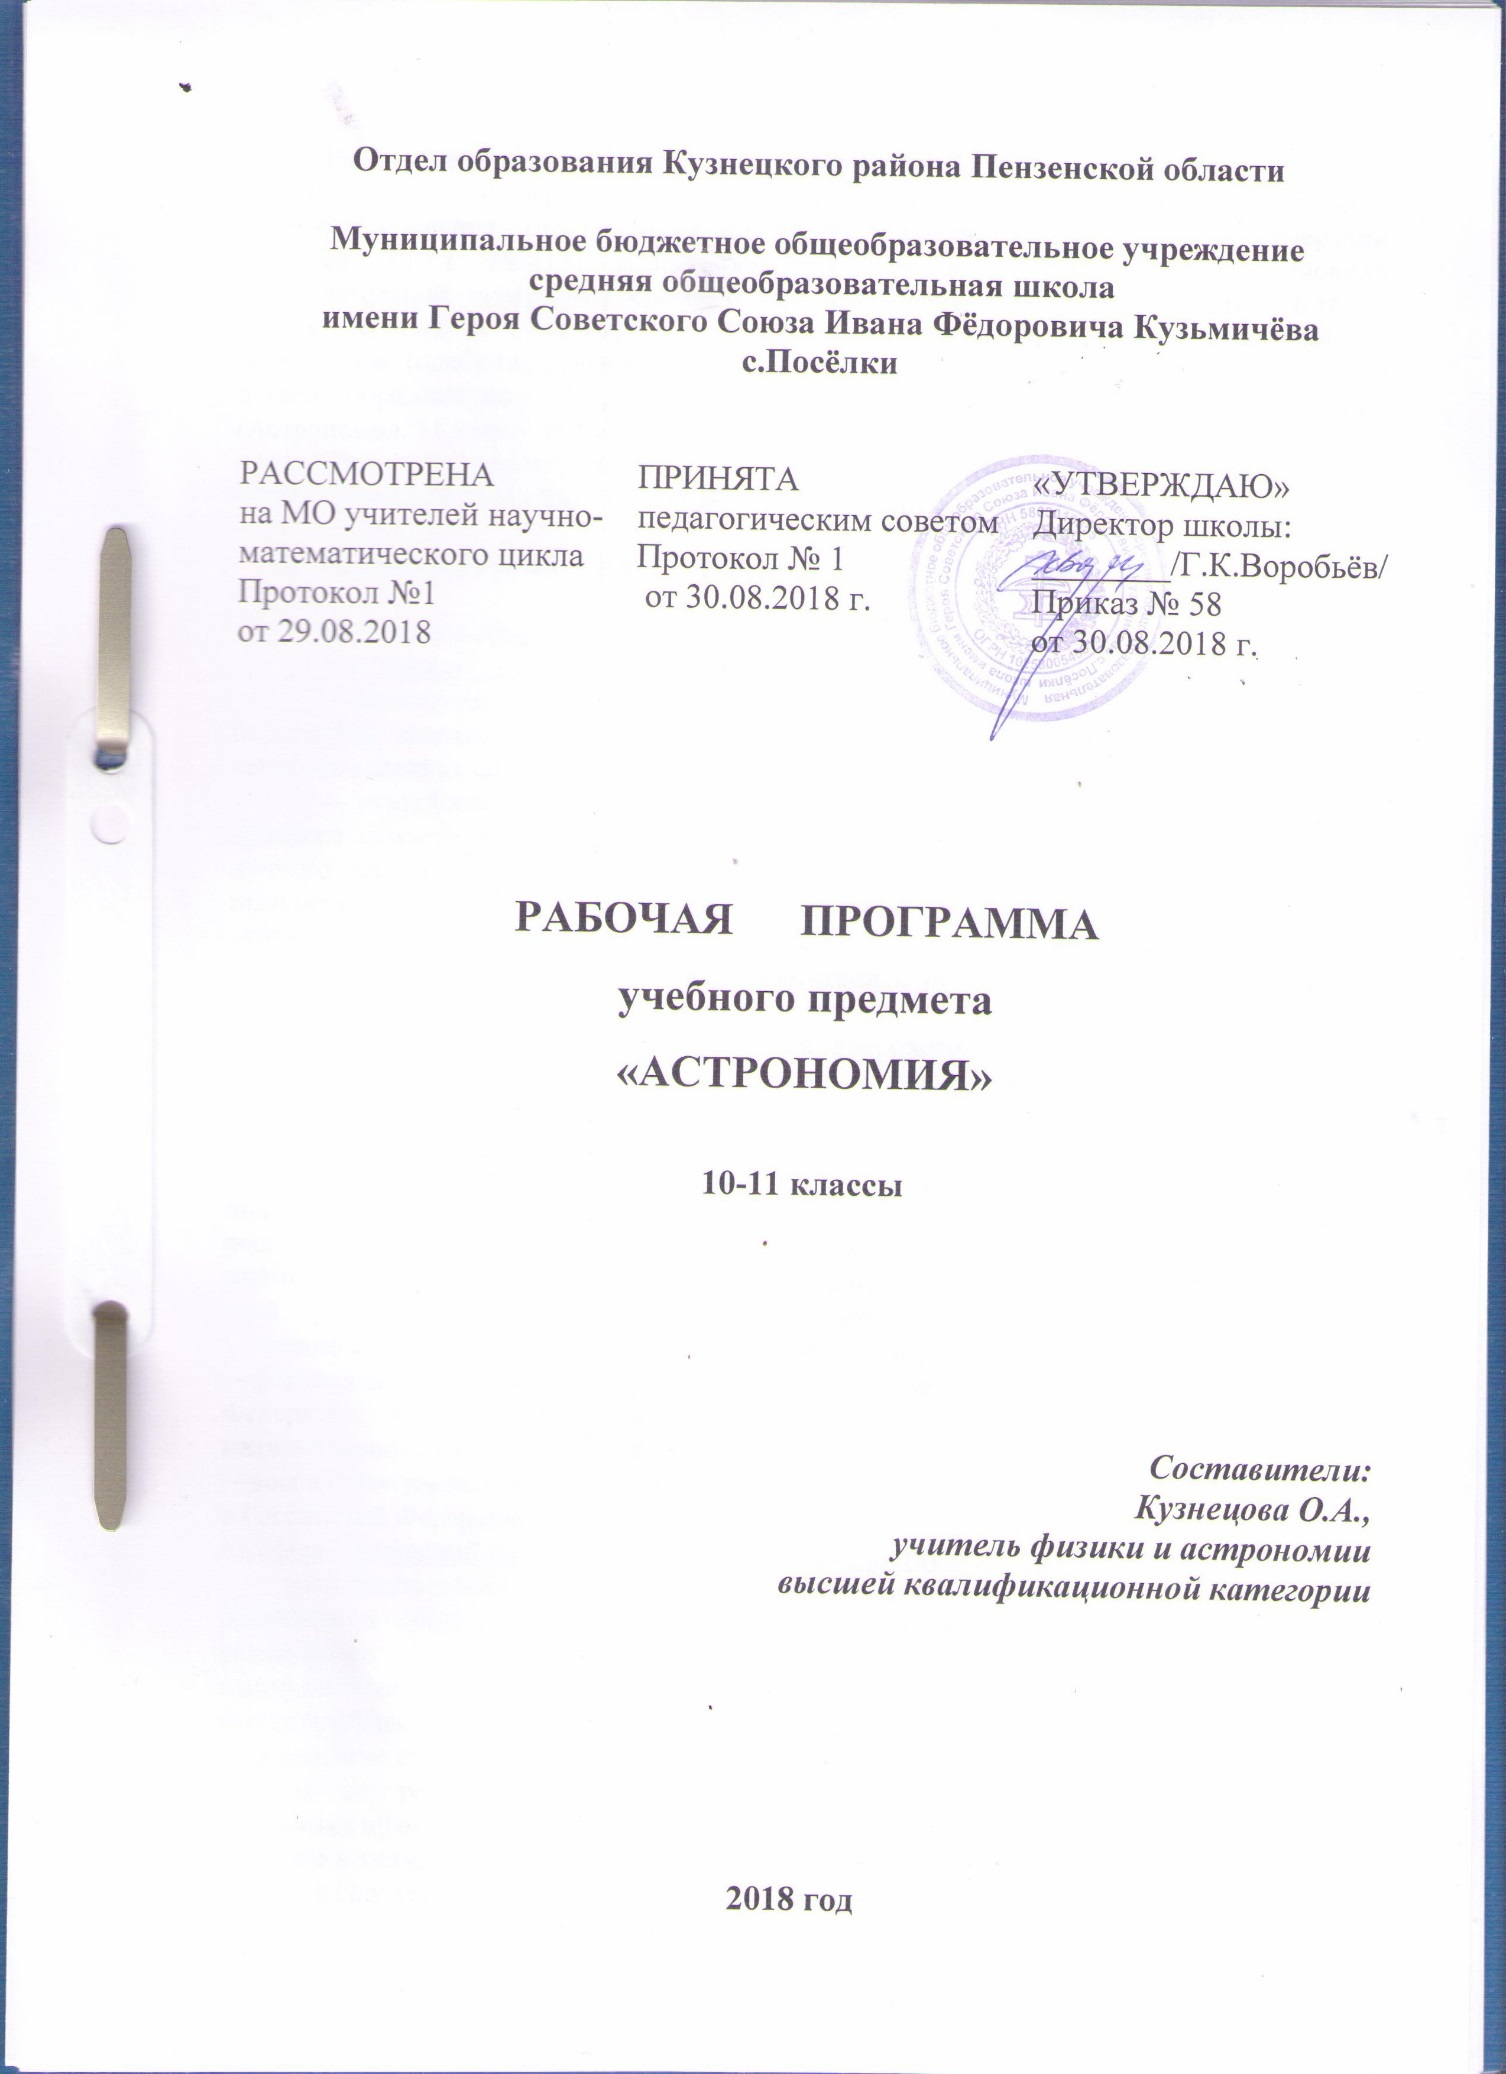 Отдел образования Кузнецкого района Пензенской области
Муниципальное бюджетное общеобразовательное учреждение
средняя общеобразовательная школа
имени Героя Советского Союза Ивана Фёдоровича Кузьмичёва
с.Посёлки
РАССМОТРЕНА
на МО учителей научно-
математического цикла
Протокол №1
от 29.08.2018
ПРИНЯТА
педагогическим советом
Протокол № 1
от 30.08.2018 г.
«УТВЕРЖДАЮ»
Директор школы:
/Г.К.Воробьёв/
Приказ № 58
от 30.08.2018 г.
РАБОЧАЯ ПРОГРАММА
учебного предмета
«АСТРОНОМИЯ»
10-11 классы
Составители:
Кузнецова О.А.,
учитель физики и астрономии
высшей квалификационной категории
2018 год